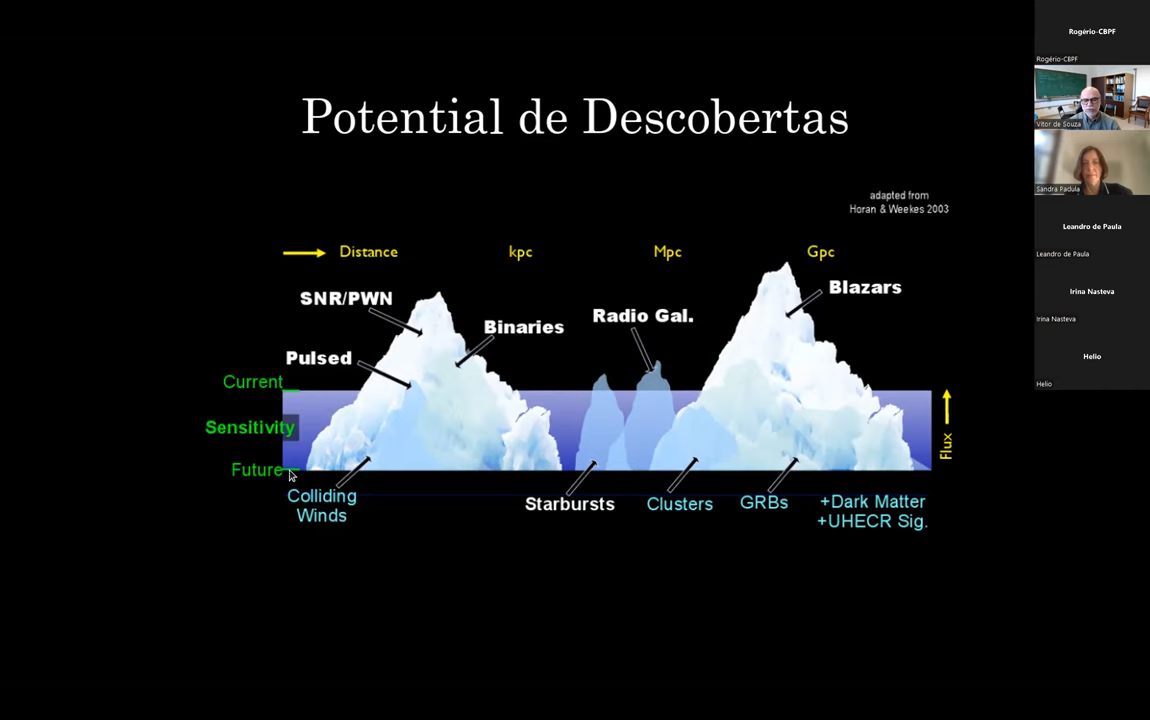 Potential de Descobertas
adapted from
Horan & Weekes 2003
Distance
kpc
Mpc
Gpc
SNR/PWN
Binaries
Radio Gal.
Blazars
Pulsed
Current
Sensitivity
Future
Flux
Colliding
Winds
Starbursts
Clusters
GRBs
+Dark Matter
+UHECR Sig.
Rogério-CBPF
Rogério-CBPF
Vitor de Souza
Sandra Padula
Leandro de Paula
Leandro de Paula
Irina Nasteva
Irina Nasteva
Helio
Helio